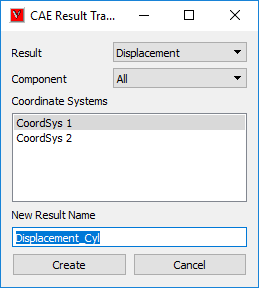 CAE Result Tra...
Result Displacement
Component All
Coordinate Systems
CoordSys 1
CoordSys 2
New Result Name
Displacement_Cyl
Create Cancel